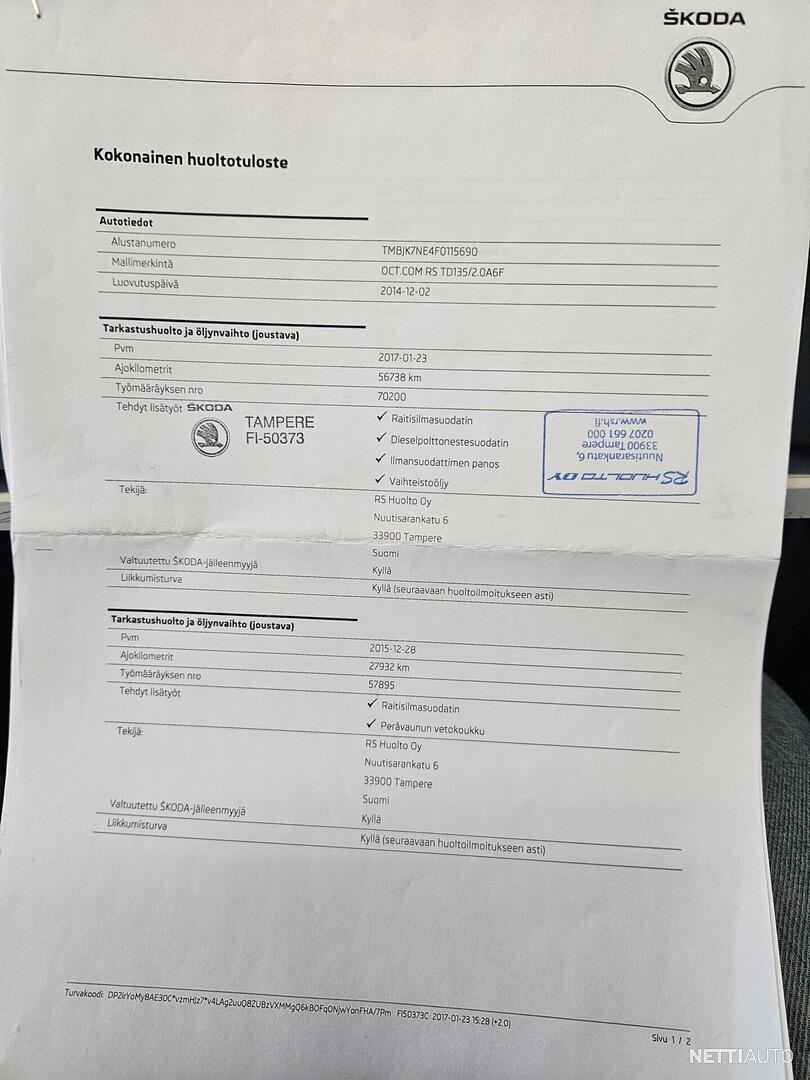 ŠKODA
Kokonainen huoltotuloste
Autotiedot
Alustanumero TMBJK7NE4F0115690
Mallimerkintä OCT.COM RS TD135/2.0A6F
Luovutuspäivä 2014-12-02
Tarkastushuolto ja öljynvaihto (joustava)
Pvm 2017-01-23
Ajokilometrit 56738 km
Työmääräyksen nro 70200
Tehdyt lisätyöt ✓ Raitisilmasuodatin
✓ Dieselpolttonestesuodatin
✓ Ilmansuodattimen panos
✓ Vaihteistoöljy
ŠKODA
TAMPERE
FI-50373
RS HUOLTO OY
Nuutisarankatu 6,
33900 Tampere
0207 661 000
www.rsh.fi
Tekijä: RS Huolto Oy
Nuutisarankatu 6
33900 Tampere
Suomi
Valtuutettu ŠKODA-jälleenmyyjä Kyllä
Liikkumisturva Kyllä (seuraavaan huoltoilmoitukseen asti)
Tarkastushuolto ja öljynvaihto (joustava)
Pvm 2015-12-28
Ajokilometrit 27932 km
Työmääräyksen nro 57895
Tehdyt lisätyöt ✓ Raitisilmasuodatin
✓ Perävaunun vetokoukku
Tekijä: RS Huolto Oy
Nuutisarankatu 6
33900 Tampere
Suomi
Valtuutettu ŠKODA-jälleenmyyjä Kyllä
Liikkumisturva Kyllä (seuraavaan huoltoilmoitukseen asti)
Turvakoodi: FI50373C 2017-01-23 15:28 (+2.0)
Sivu 1 / 2
NETTIAUTO